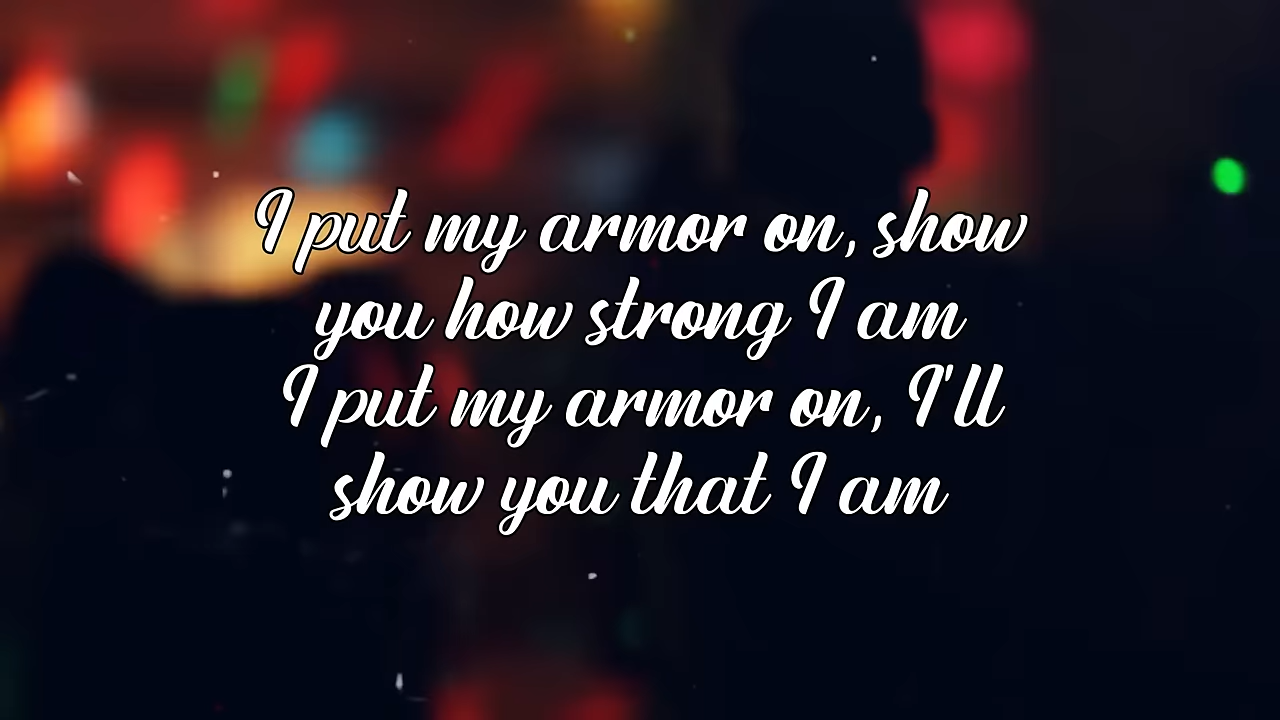 I put my armor on, show
you how strong I am
I put my armor on, I'll
show you that I am